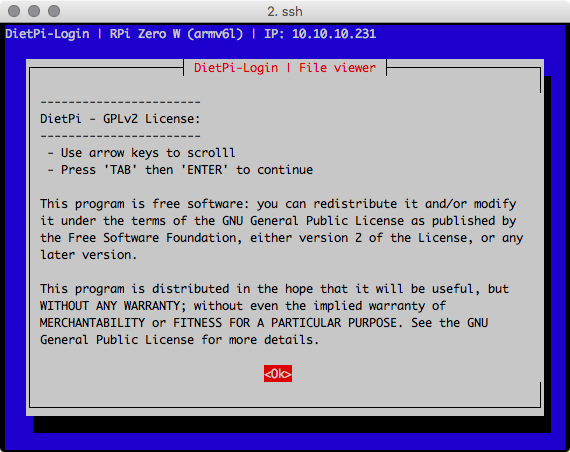 2. ssh
DietPi-Login | RPi Zero W (armv6l) | IP: 10.10.10.231
DietPi-Login | File viewer
-----------------------
DietPi - GPLv2 License:
-----------------------
- Use arrow keys to scrolll
- Press 'TAB' then 'ENTER' to continue
This program is free software: you can redistribute it and/or modify
it under the terms of the GNU General Public License as published by
the Free Software Foundation, either version 2 of the License, or any
later version.
This program is distributed in the hope that it will be useful, but
WITHOUT ANY WARRANTY; without even the implied warranty of
MERCHANTABILITY or FITNESS FOR A PARTICULAR PURPOSE. See the GNU
General Public License for more details.
<Ok>